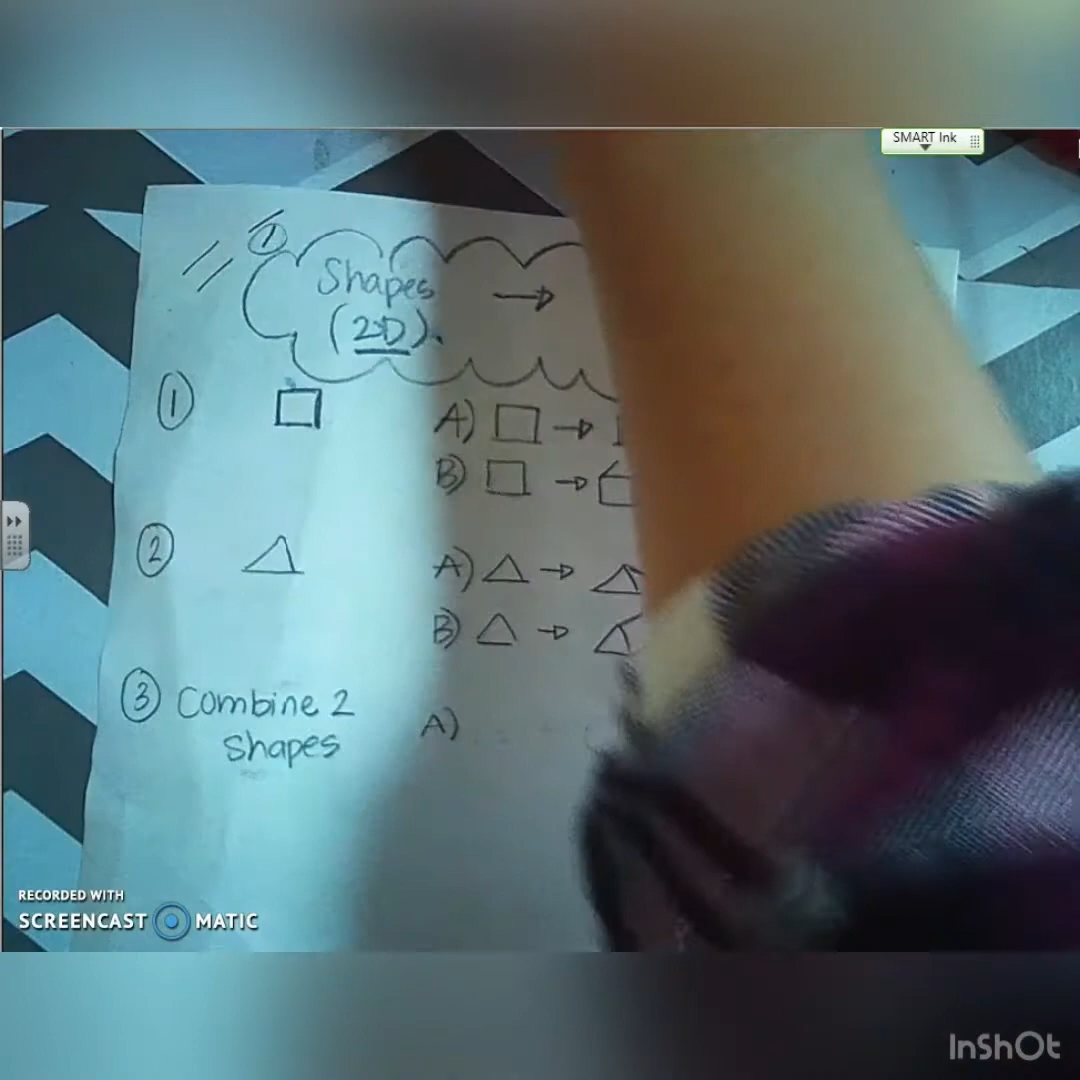 SMART Ink
1
Shapes
(2D).
1
A)
B)
2
A)
B)
3 Combine 2
Shapes
A)
RECORDED WITH
SCREENCAST MATIC
InShOt